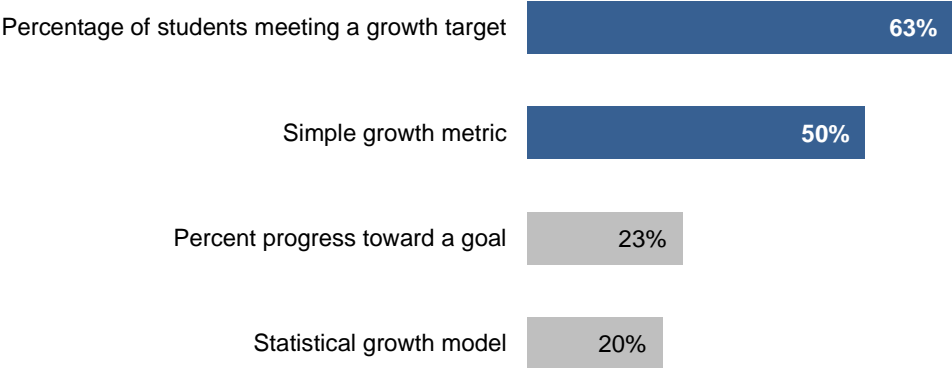 Percentage of students meeting a growth target 63%
Simple growth metric 50%
Percent progress toward a goal 23%
Statistical growth model 20%